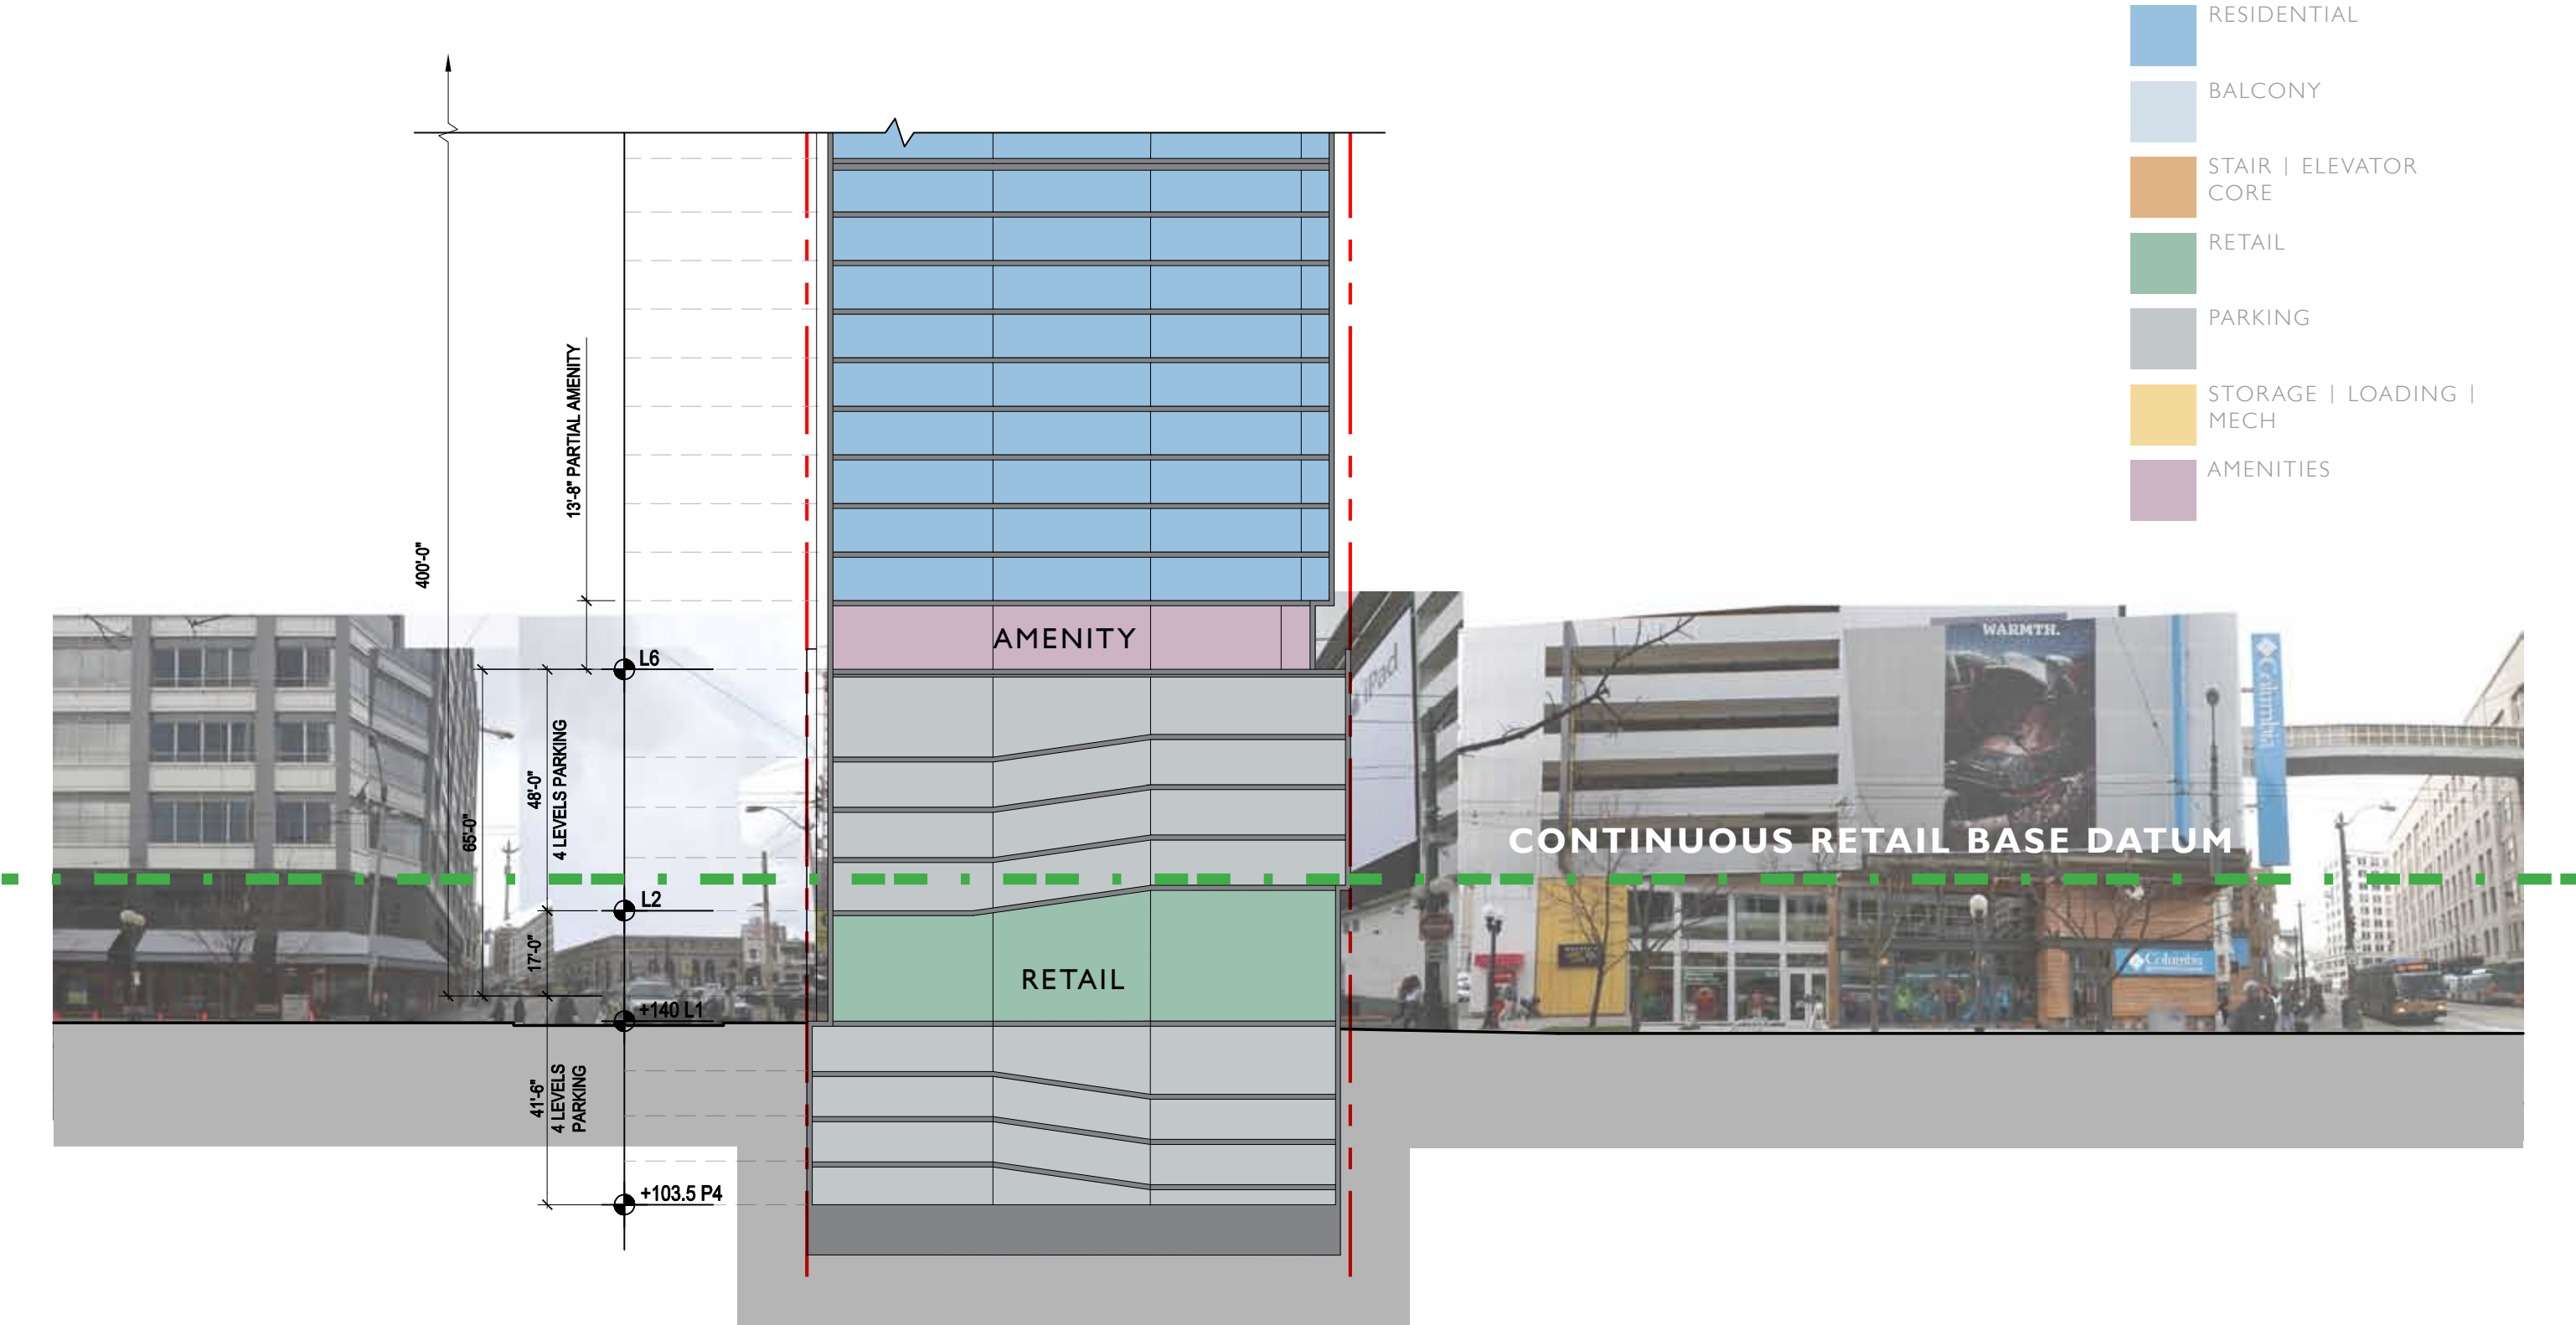 RESIDENTIAL
BALCONY
STAIR | ELEVATOR
CORE
RETAIL
PARKING
STORAGE | LOADING |
MECH
AMENITIES
400'-0"
13'-8" PARTIAL AMENITY
L6
65'-0"
48'-0"
4 LEVELS PARKING
L2
17'-0"
+140 L1
41'-6"
4 LEVELS
PARKING
+103.5 P4
AMENITY
RETAIL
iPad
WARMTH.
Columbia
CONTINUOUS RETAIL BASE DATUM
Columbia